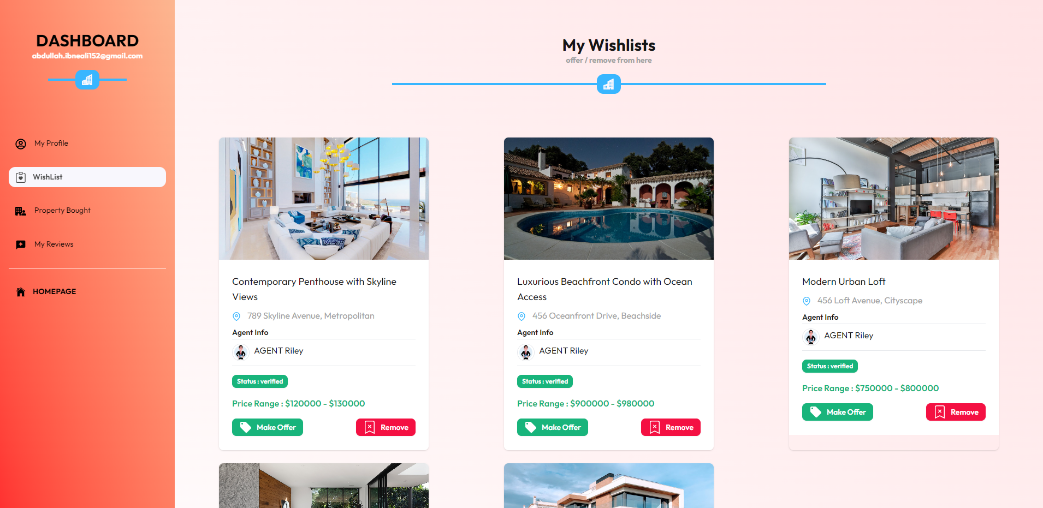 DASHBOARD
abdullah.ibneali152@gmail.com
My Profile
WishList
Property Bought
My Reviews
HOMEPAGE
My Wishlists
offer / remove from here
Contemporary Penthouse with Skyline
Views
789 Skyline Avenue, Metropolitan
Agent Info
AGENT Riley
Status : verified
Price Range : $120000 - $130000
Make Offer
Remove
Luxurious Beachfront Condo with Ocean
Access
456 Oceanfront Drive, Beachside
Agent Info
AGENT Riley
Status : verified
Price Range : $900000 - $980000
Make Offer
Remove
Modern Urban Loft
456 Loft Avenue, Cityscape
Agent Info
AGENT Riley
Status : verified
Price Range : $750000 - $800000
Make Offer
Remove